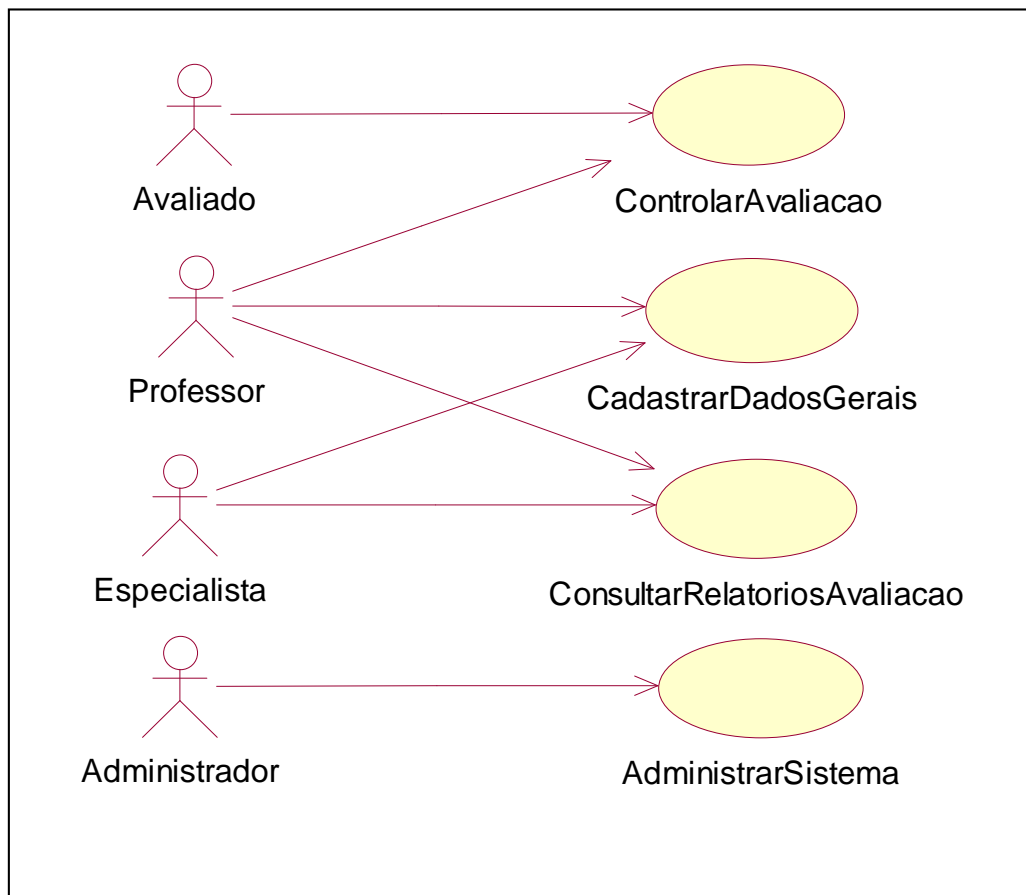 Avaliado
ControlarAvaliacao
Professor
CadastrarDadosGerais
Especialista
ConsultarRelatoriosAvaliacao
Administrador
AdministrarSistema